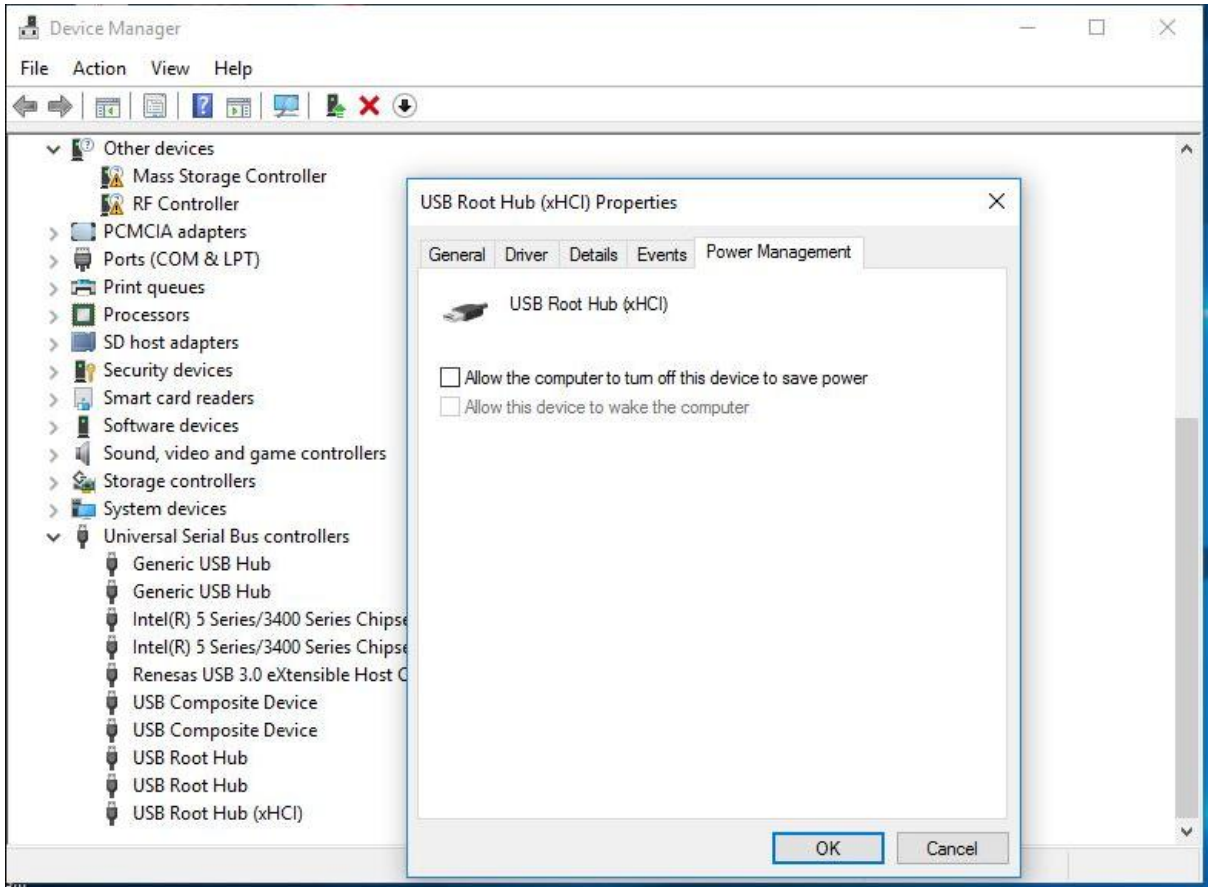 Device Manager
File Action View Help
Other devices
Mass Storage Controller
RF Controller
PCMCIA adapters
Ports (COM & LPT)
Print queues
Processors
SD host adapters
Security devices
Smart card readers
Software devices
Sound, video and game controllers
Storage controllers
System devices
Universal Serial Bus controllers
Generic USB Hub
Generic USB Hub
Intel(R) 5 Series/3400 Series Chipse
Intel(R) 5 Series/3400 Series Chipse
Renesas USB 3.0 eXtensible Host C
USB Composite Device
USB Composite Device
USB Root Hub
USB Root Hub
USB Root Hub (xHCI)
USB Root Hub (xHCI) Properties
General Driver Details Events Power Management
USB Root Hub (xHCI)
Allow the computer to turn off this device to save power
Allow this device to wake the computer
OK Cancel